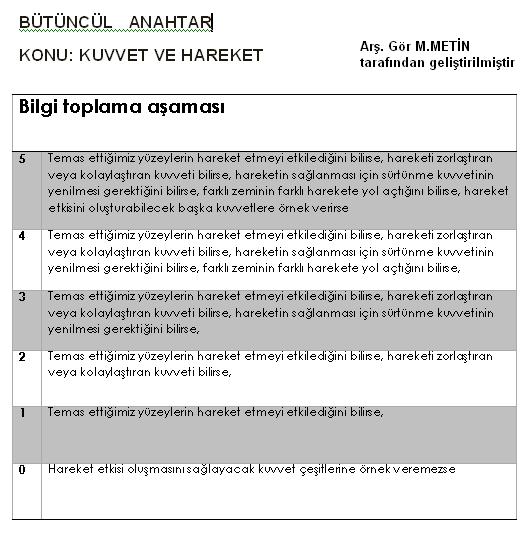 BÜTÜNCÜL ANAHTAR
KONU: KUVVET VE HAREKET
Arş. Gör M.METİN
tarafından geliştirilmiştir
Bilgi toplama aşaması
5 Temas ettiğimiz yüzeylerin hareket etmeyi etkilediğini bilirse, hareketi zorlaştıran
veya kolaylaştıran kuvveti bilirse, hareketin sağlanması için sürtünme kuvvetinin
yenilmesi gerektiğini bilirse, farklı zeminin farklı harekete yol açtığını bilirse, hareket
etkisini oluşturabilecek başka kuvvetlere örnek verirse
4 Temas ettiğimiz yüzeylerin hareket etmeyi etkilediğini bilirse, hareketi zorlaştıran
veya kolaylaştıran kuvveti bilirse, hareketin sağlanması için sürtünme kuvvetinin
yenilmesi gerektiğini bilirse, farklı zeminin farklı harekete yol açtığını bilirse,
3 Temas ettiğimiz yüzeylerin hareket etmeyi etkilediğini bilirse, hareketi zorlaştıran
veya kolaylaştıran kuvveti bilirse, hareketin sağlanması için sürtünme kuvvetinin
yenilmesi gerektiğini bilirse,
2 Temas ettiğimiz yüzeylerin hareket etmeyi etkilediğini bilirse, hareketi zorlaştıran
veya kolaylaştıran kuvveti bilirse,
1 Temas ettiğimiz yüzeylerin hareket etmeyi etkilediğini bilirse,
0 Hareket etkisi oluşmasını sağlayacak kuvvet çeşitlerine örnek veremezse